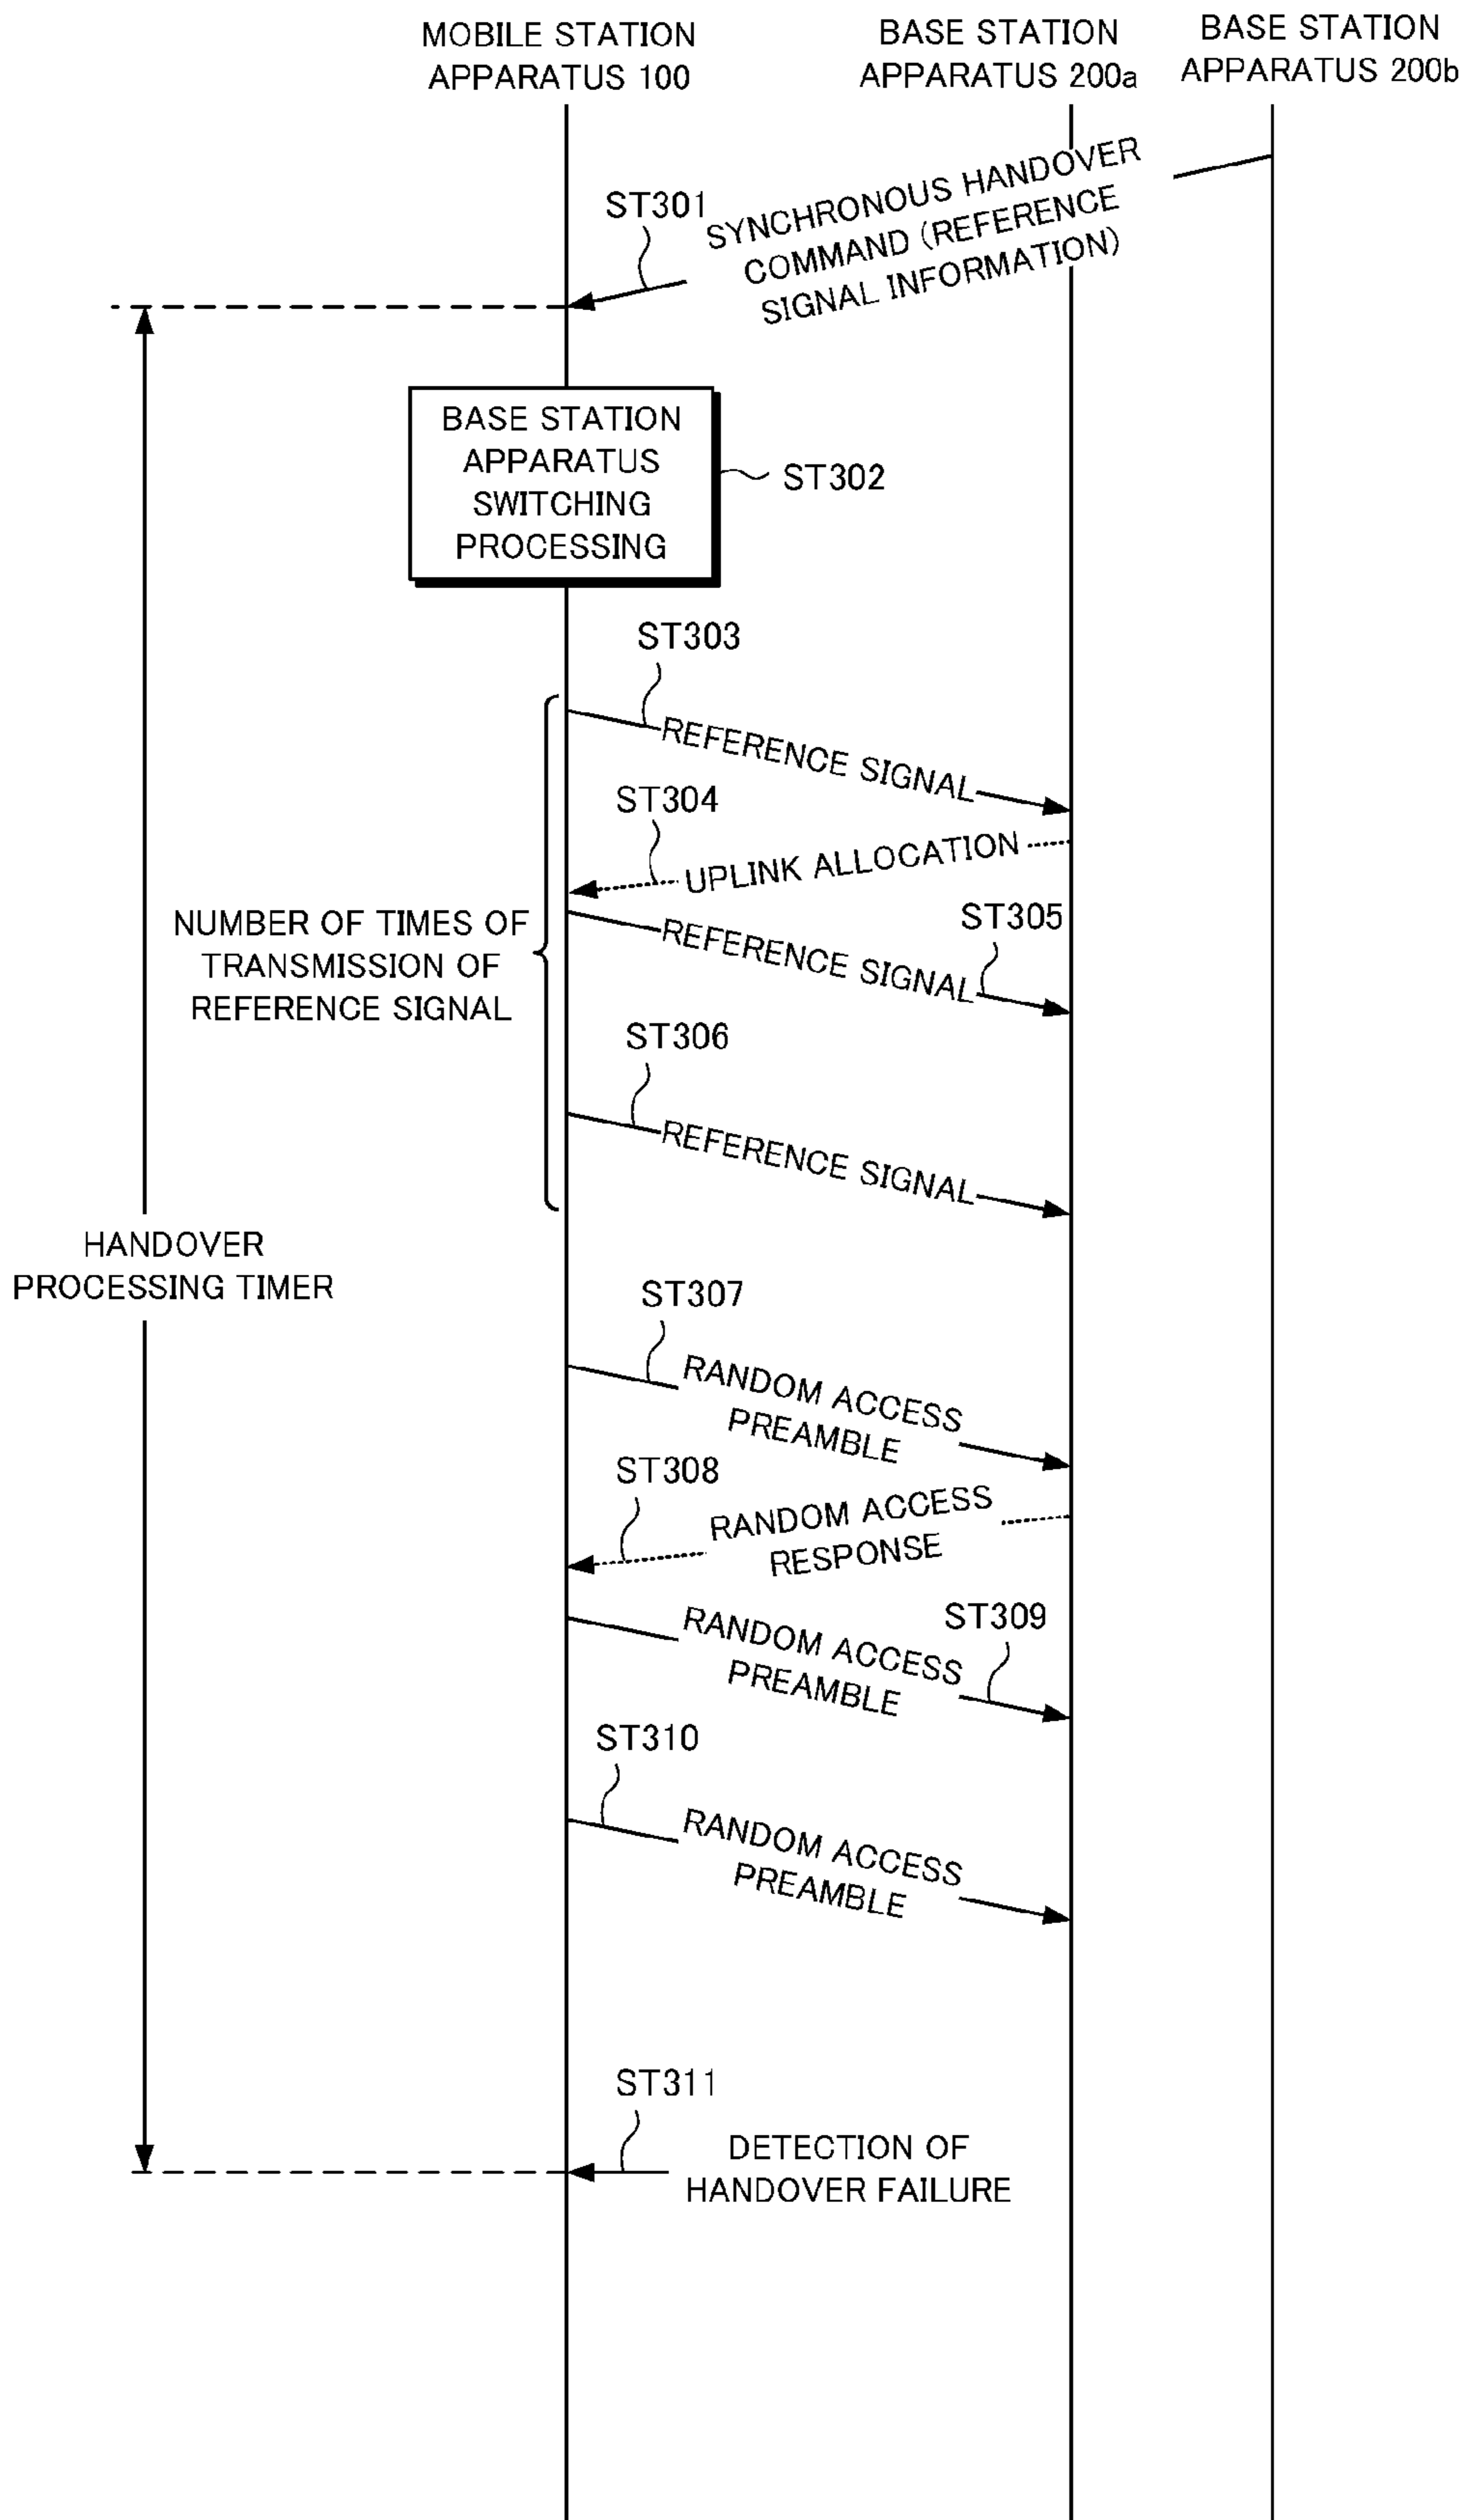 MOBILE STATION
APPARATUS 100
BASE STATION
APPARATUS 200a
BASE STATION
APPARATUS 200b
ST301
SYNCHRONOUS HANDOVER
COMMAND (REFERENCE
SIGNAL INFORMATION)
BASE STATION
APPARATUS
SWITCHING
PROCESSING
ST302
ST303
REFERENCE SIGNAL
ST304
UPLINK ALLOCATION
NUMBER OF TIMES OF
TRANSMISSION OF
REFERENCE SIGNAL
ST305
REFERENCE SIGNAL
ST306
REFERENCE SIGNAL
HANDOVER
PROCESSING TIMER
ST307
RANDOM ACCESS
PREAMBLE
ST308
RANDOM ACCESS
RESPONSE
ST309
RANDOM ACCESS
PREAMBLE
ST310
RANDOM ACCESS
PREAMBLE
ST311
DETECTION OF
HANDOVER FAILURE